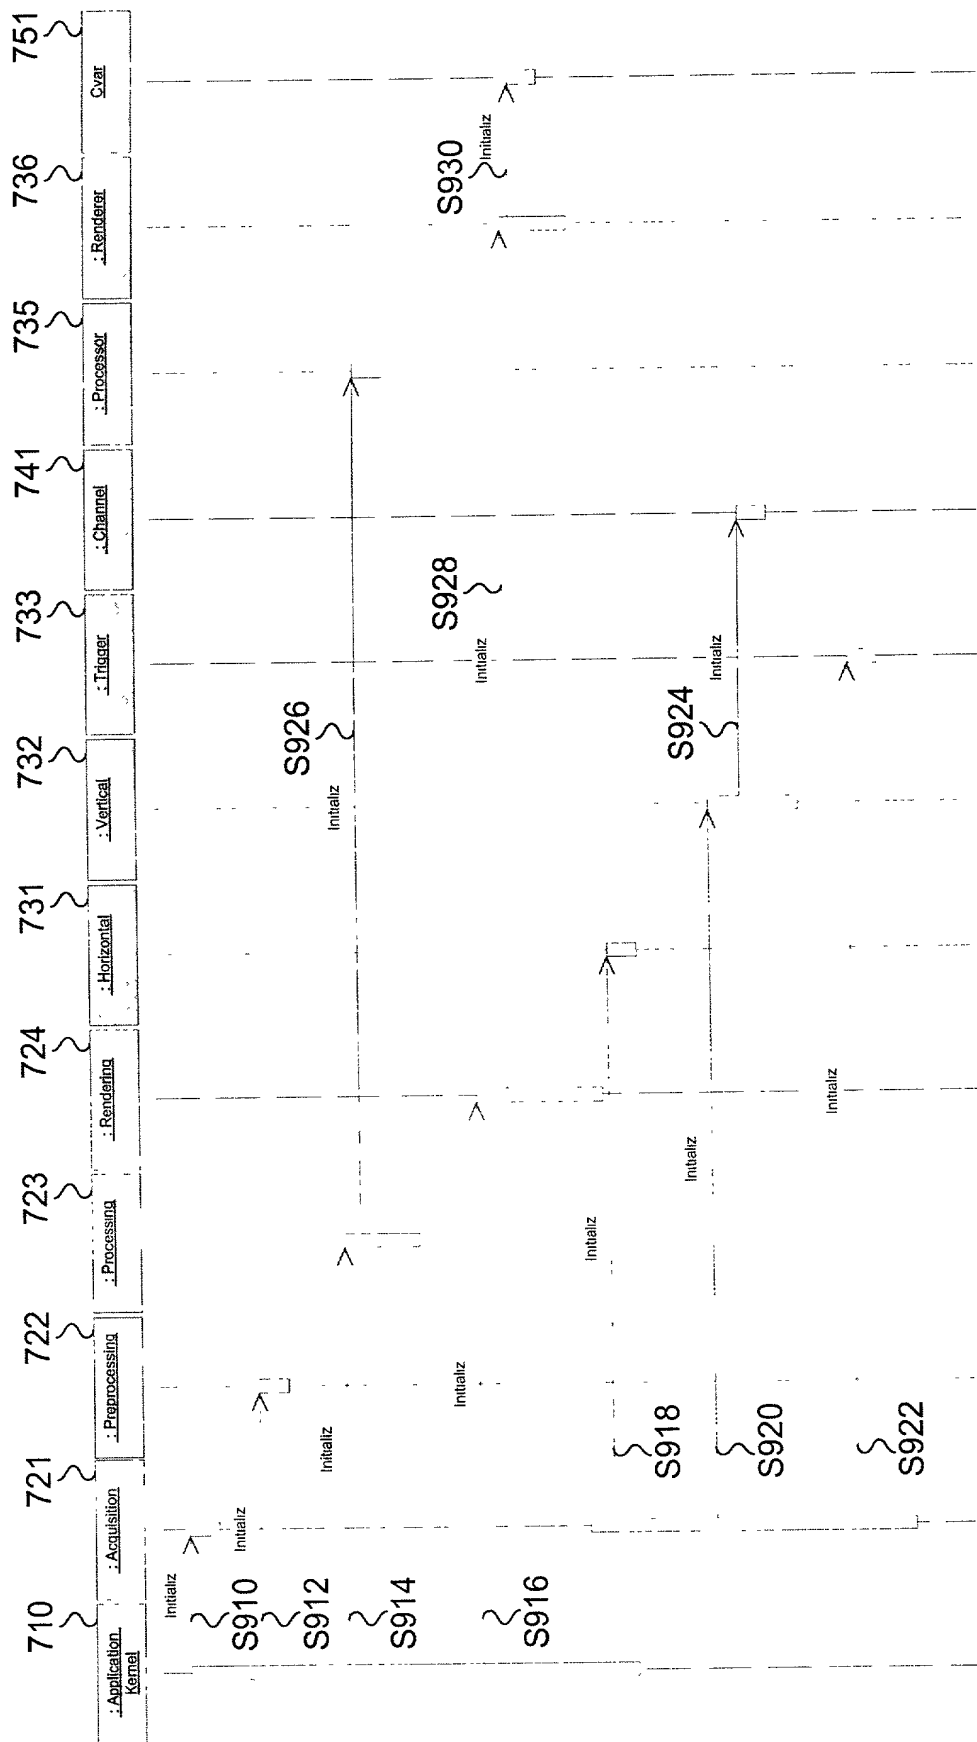 710
721
722
723
724
731
732
733
741
735
736
751
: Application
Kernel
: Acquisition
: Preprocessing
: Processing
: Rendering
: Horizontal
: Vertical
: Trigger
: Channel
: Processor
: Renderer
Cvar
Initializ
S910
Initializ
S912
Initializ
S914
Initializ
S926
Initializ
S916
Initializ
S928
Initializ
S930
Initializ
S918
Initializ
S920
Initializ
S924
Initializ
S922
Initializ